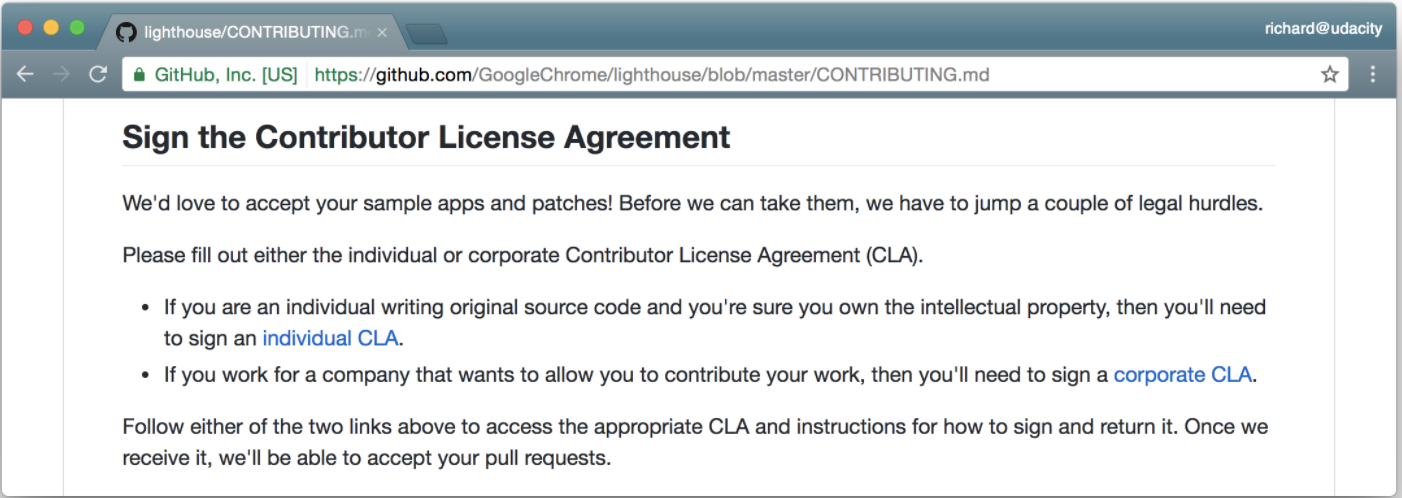 lighthouse/CONTRIBUTING.m
richard@udacity
GitHub, Inc. [US] https://github.com/GoogleChrome/lighthouse/blob/master/CONTRIBUTING.md
Sign the Contributor License Agreement
We'd love to accept your sample apps and patches! Before we can take them, we have to jump a couple of legal hurdles.
Please fill out either the individual or corporate Contributor License Agreement (CLA).
• If you are an individual writing original source code and you're sure you own the intellectual property, then you'll need
to sign an individual CLA.
• If you work for a company that wants to allow you to contribute your work, then you'll need to sign a corporate CLA.
Follow either of the two links above to access the appropriate CLA and instructions for how to sign and return it. Once we
receive it, we'll be able to accept your pull requests.